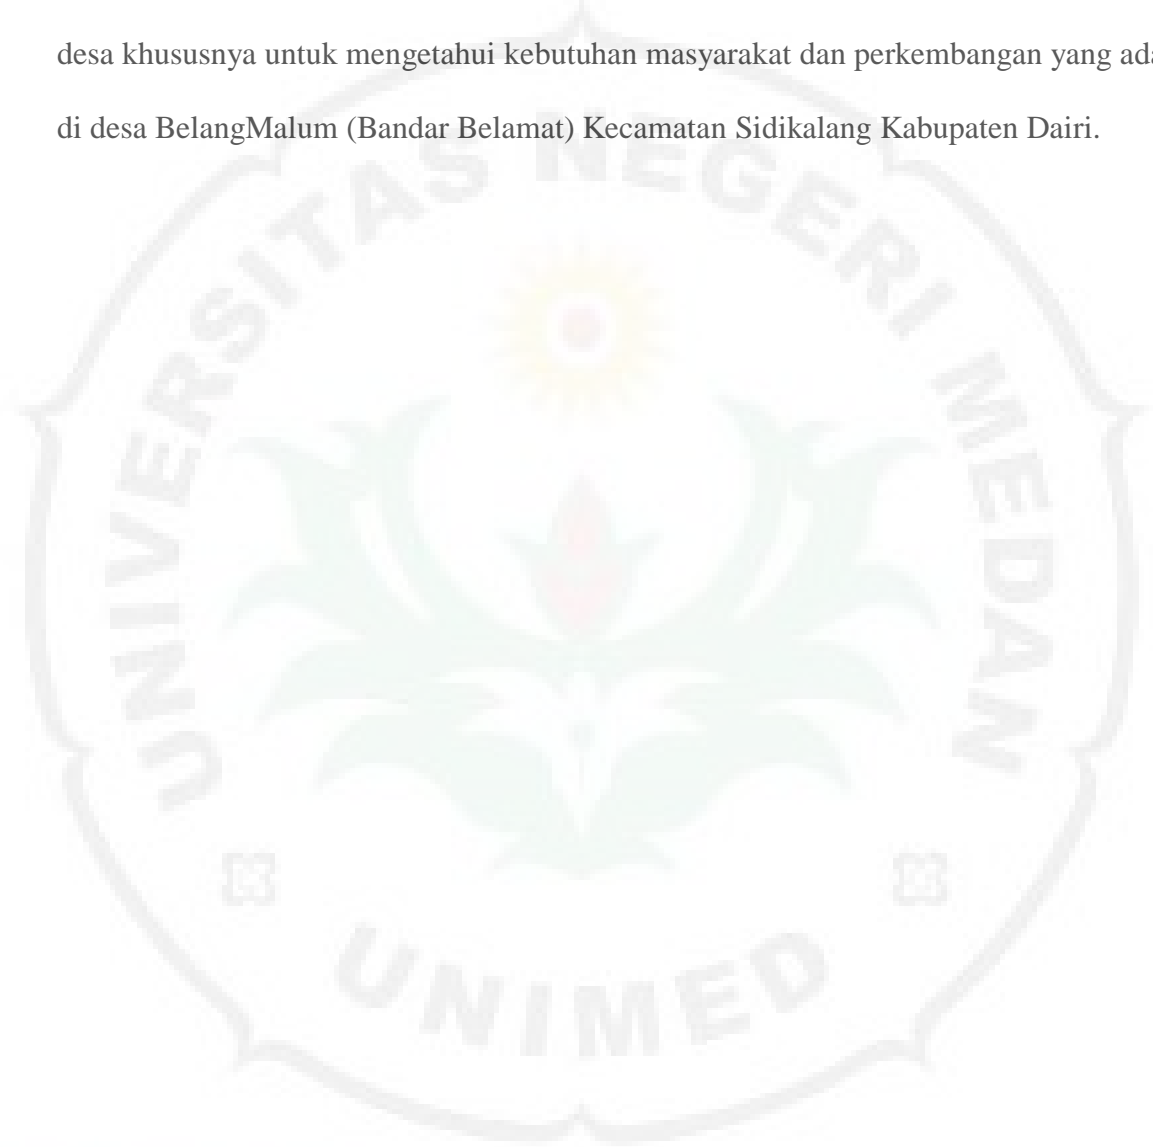 desa khususnya untuk mengetahui kebutuhan masyarakat dan perkembangan yang ada
di desa BelangMalum (Bandar Belamat) Kecamatan Sidikalang Kabupaten Dairi.
UNIVERSITAS NEGERI MEDAN
UNIMED